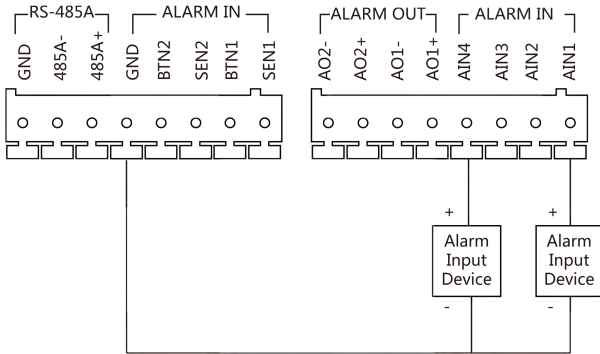 RS-485A
ALARM IN
ALARM OUT
ALARM IN
GND
485A-
485A+
GND
BTN2
SEN2
BTN1
SEN1
AO2-
AO2+
AO1-
AO1+
AIN4
AIN3
AIN2
AIN1
+
+
Alarm
Input
Device
Alarm
Input
Device
-
-